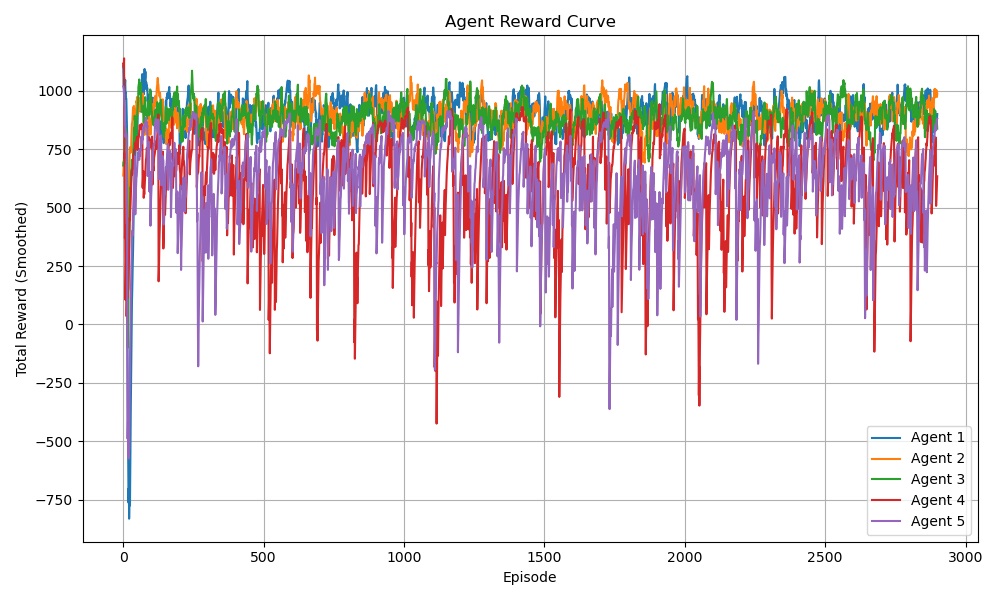 Agent Reward Curve
Total Reward (Smoothed)
1000
750
500
250
0
−250
−500
−750
0
500
1000
1500
2000
2500
3000
Episode
Agent 1
Agent 2
Agent 3
Agent 4
Agent 5